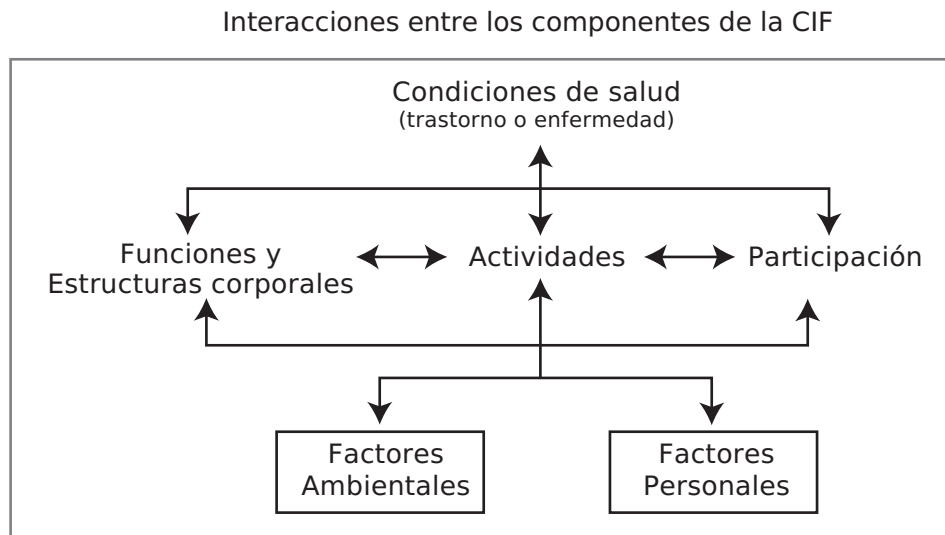 Interacciones entre los componentes de la CIF
Condiciones de salud
(trastorno o enfermedad)
Funciones y
Estructuras corporales
Actividades
Participación
Factores
Ambientales
Factores
Personales